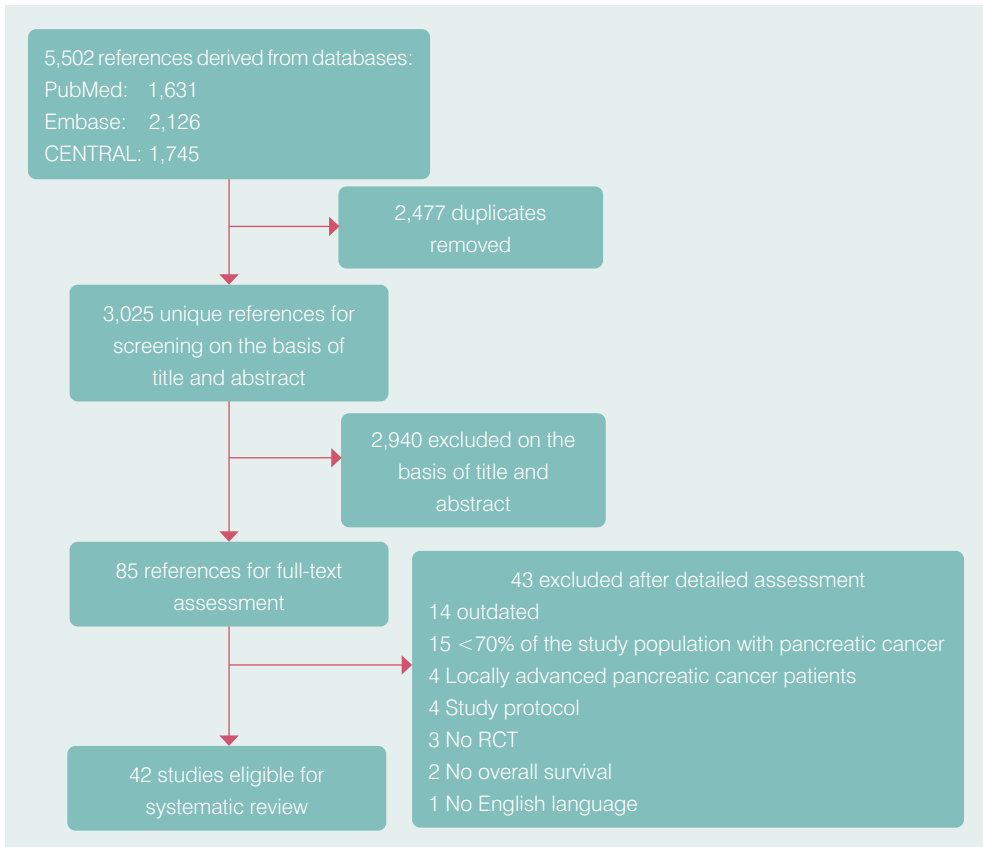 5,502 references derived from databases:
PubMed: 1,631
Embase: 2,126
CENTRAL: 1,745
2,477 duplicates
removed
3,025 unique references for
screening on the basis of
title and abstract
2,940 excluded on the
basis of title and
abstract
85 references for full-text
assessment
43 excluded after detailed assessment
14 outdated
15 <70% of the study population with pancreatic cancer
4 Locally advanced pancreatic cancer patients
4 Study protocol
3 No RCT
2 No overall survival
1 No English language
42 studies eligible for
systematic review